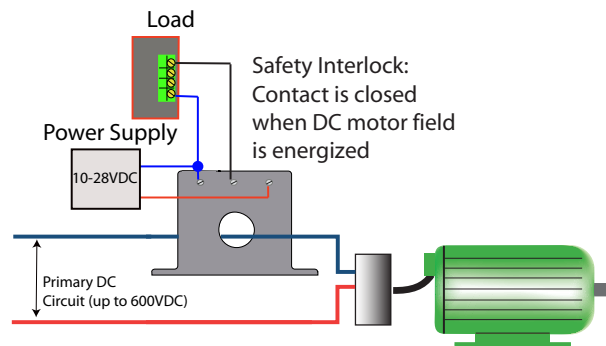 Load
Safety Interlock:
Contact is closed
when DC motor field
is energized
Power Supply
10-28VDC
Primary DC
Circuit (up to 600VDC)